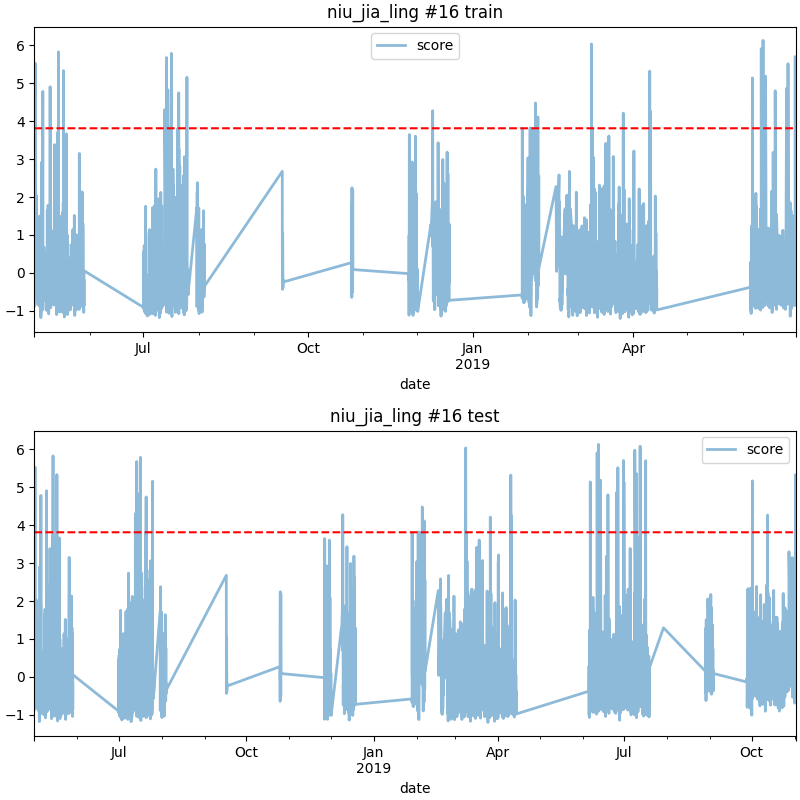 niu_jia_ling #16 train
score
6
5
4
3
2
1
0
−1
Jul
Oct
Jan
2019
Apr
date
niu_jia_ling #16 test
score
6
5
4
3
2
1
0
−1
Jul
Oct
Jan
2019
Apr
Jul
Oct
date